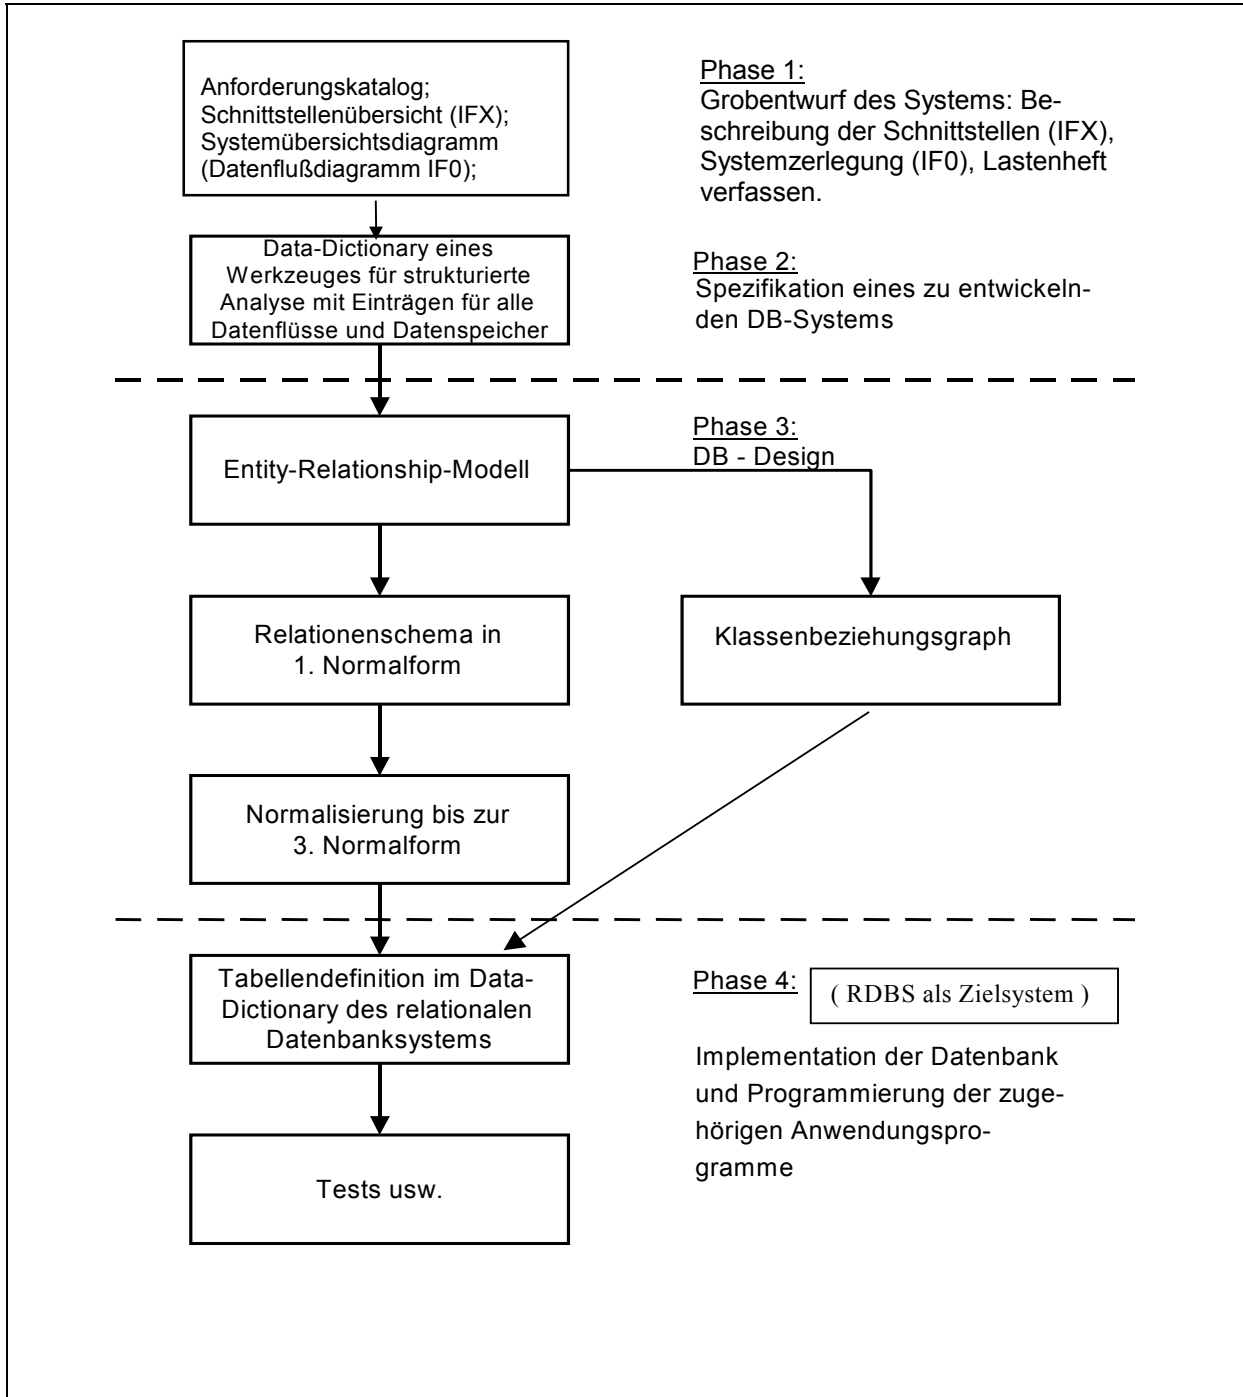 Anforderungskatalog;
Schnittstellenübersicht (IFX);
Systemübersichtsdiagramm
(Datenflußdiagramm IF0);
Phase 1:
Grobentwurf des Systems: Be-
schreibung der Schnittstellen (IFX),
Systemzerlegung (IF0), Lastenheft
verfassen.
Data-Dictionary eines
Werkzeuges für strukturierte
Analyse mit Einträgen für alle
Datenflüsse und Datenspeicher
Phase 2:
Spezifikation eines zu entwickeln-
den DB-Systems
Entity-Relationship-Modell
Phase 3:
DB - Design
Relationenschema in
1. Normalform
Klassenbeziehungsgraph
Normalisierung bis zur
3. Normalform
Tabellendefinition im Data-
Dictionary des relationalen
Datenbanksystems
Phase 4:
( RDBS als Zielsystem )
Implementation der Datenbank
und Programmierung der zuge-
hörigen Anwendungspro-
gramme
Tests usw.